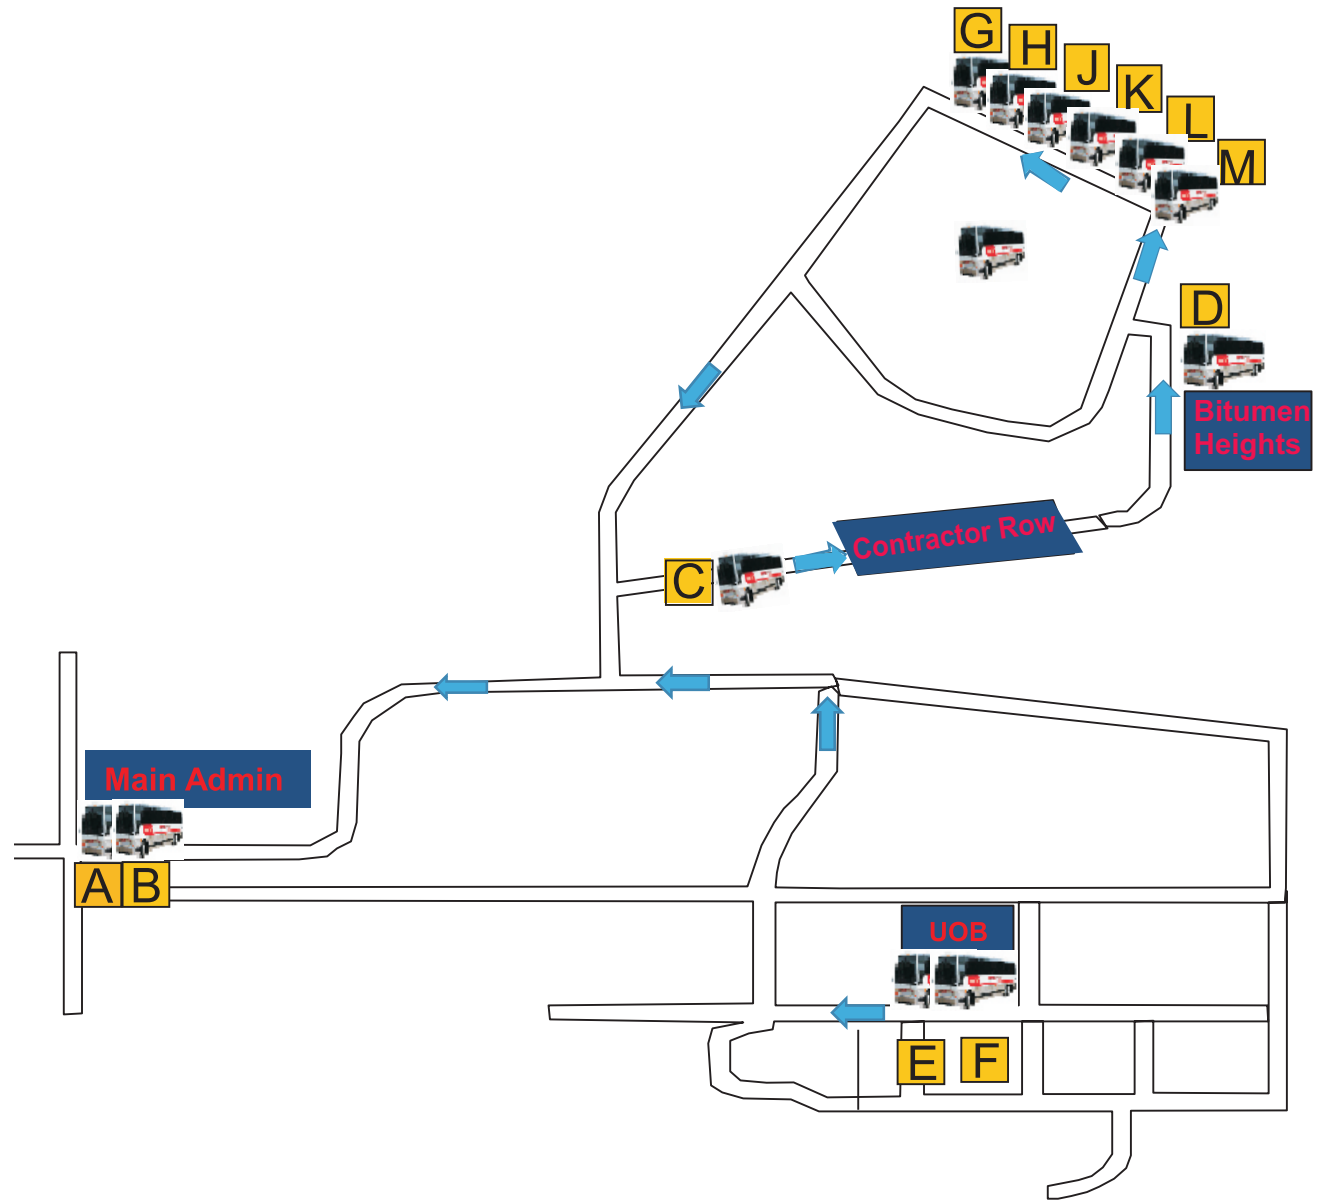 G
H
J
K
L
M
D
Bitumen
Heights
Contractor Row
C
Main Admin
A B
UOB
E F